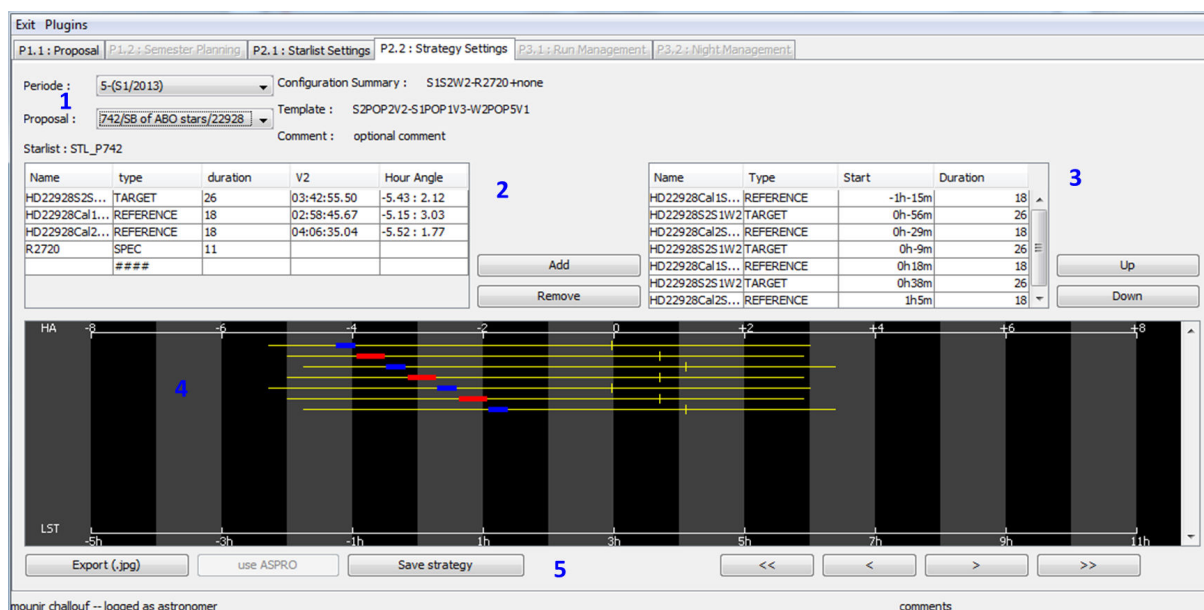 Exit Plugins
P1.1 : Proposal P1.2 : Semester Planning P2.1 : Starlist Settings P2.2 : Strategy Settings P3.1 : Run Management P3.2 : Night Management
Periode : 5-(S1/2013) Configuration Summary : S1S2W2-R2720+none
1
Template : S2POP2V2-S1POP1V3-W2POP5V1
Proposal : 742/SB of ABO stars/22928
Comment : optional comment
Starlist : STL_P742
Name type duration V2 Hour Angle
HD22928S2S... TARGET 26 03:42:55.50 -5.43 : 2.12
HD22928Cal1... REFERENCE 18 02:58:45.67 -5.15 : 3.03
HD22928Cal2... REFERENCE 18 04:06:35.04 -5.52 : 1.77
R2720 SPEC 11
####
2
Add
Remove
Name Type Start Duration
HD22928Cal1S... REFERENCE -1h-15m 18
HD22928S2S1W2 TARGET 0h-56m 26
HD22928Cal2S... REFERENCE 0h-29m 18
HD22928S2S1W2 TARGET 0h-9m 26
HD22928Cal1S... REFERENCE 0h18m 18
HD22928S2S1W2 TARGET 0h38m 26
HD22928Cal2S... REFERENCE 1h5m 18
3
Up
Down
HA -8 -6 -4 -2 0 +2 +4 +6 +8
4
LST -5h -3h -1h 1h 3h 5h 7h 9h 11h
Export (.jpg) use ASPRO Save strategy 5 << < > >>
mounir challouf -- logged as astronomer comments